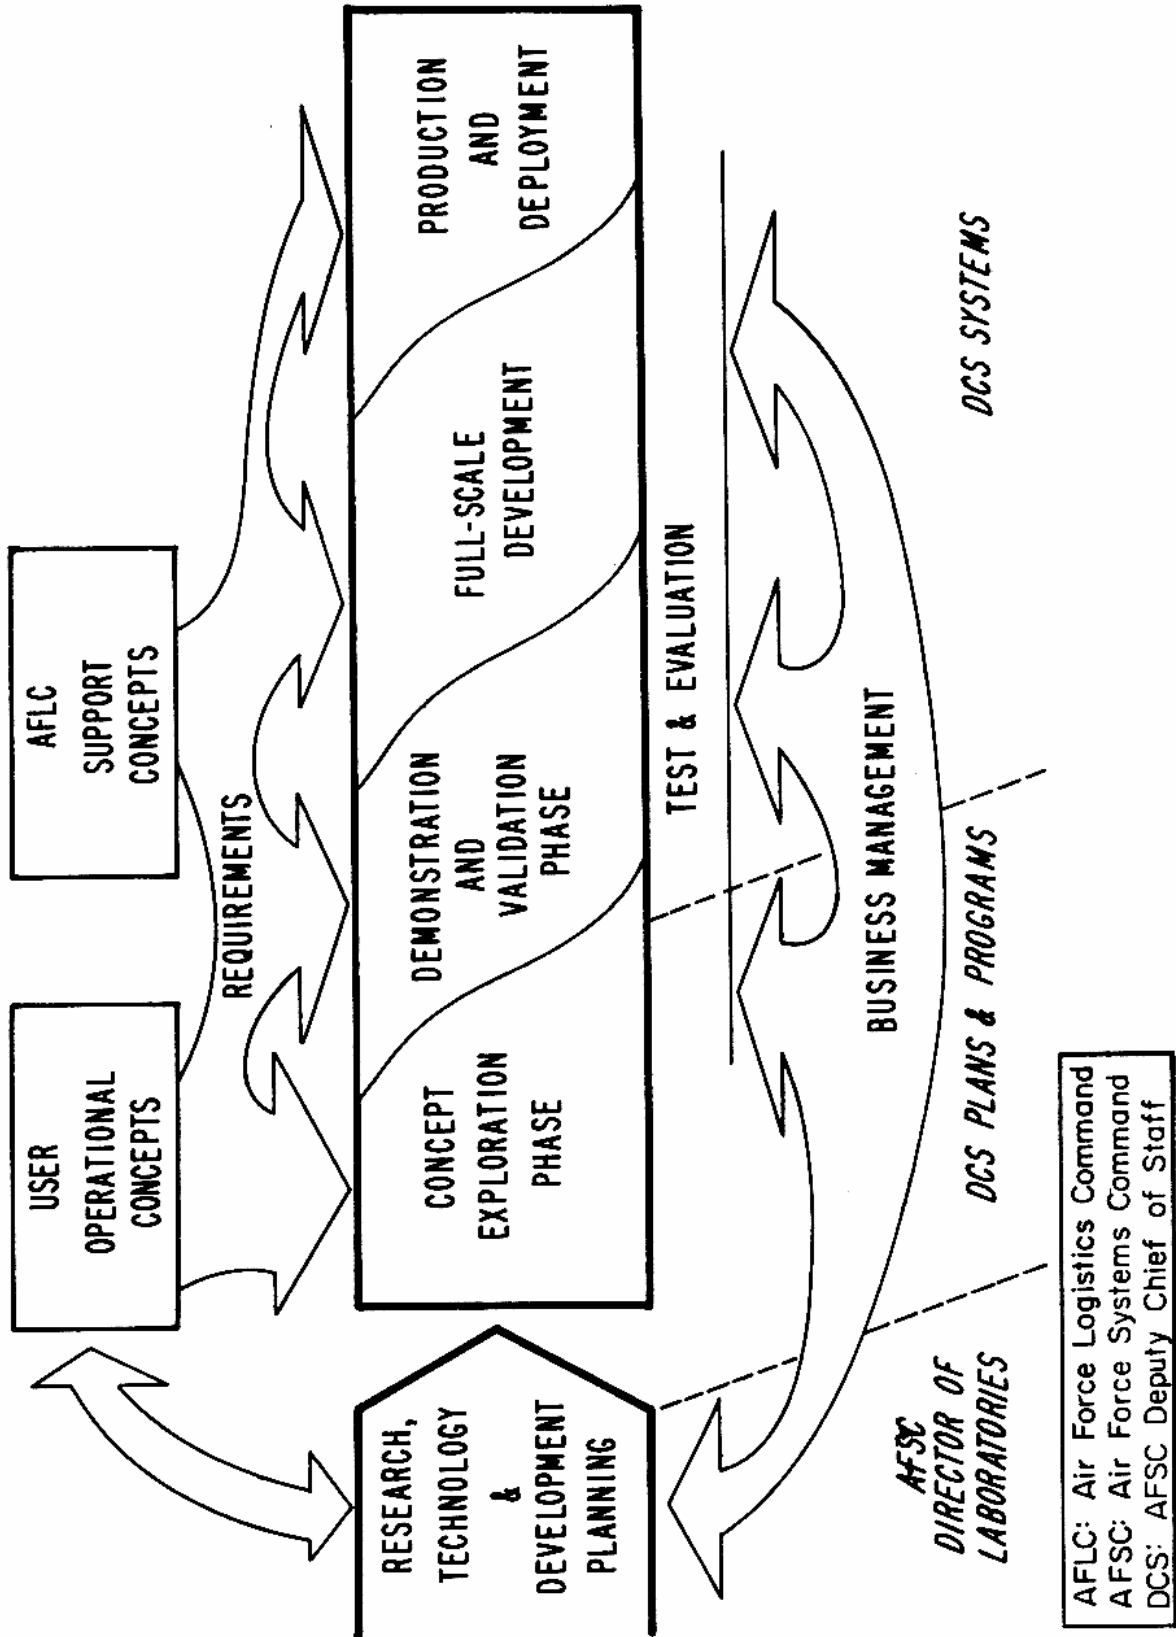 USER
OPERATIONAL
CONCEPTS
AFLC
SUPPORT
CONCEPTS
REQUIREMENTS
RESEARCH,
TECHNOLOGY
&
DEVELOPMENT
PLANNING
CONCEPT
EXPLORATION
PHASE
DEMONSTRATION
AND
VALIDATION
PHASE
FULL-SCALE
DEVELOPMENT
PRODUCTION
AND
DEPLOYMENT
TEST & EVALUATION
BUSINESS MANAGEMENT
AFSC
DIRECTOR OF
LABORATORIES
DCS PLANS & PROGRAMS
DCS SYSTEMS
AFLC: Air Force Logistics Command
AFSC: Air Force Systems Command
DCS: AFSC Deputy Chief of Staff